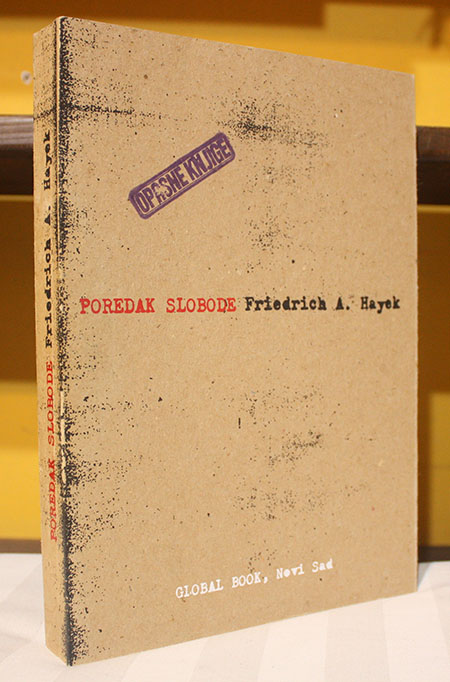 OPASNE KNJIGE
POREDAK SLOBODE Friedrich A. Hayek
GLOBAL BOOK, Novi Sad
POREDAK SLOBODE Friedrich A. Hayek